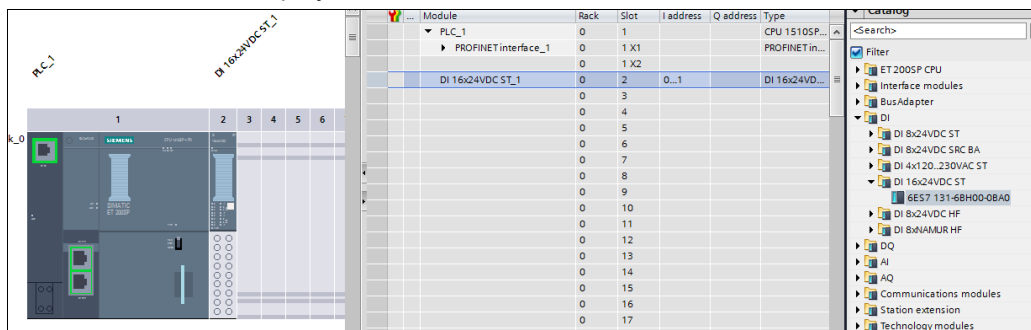 PLC_1
DI 16x24VDC ST_1
1 2 3 4 5 6
k_0
SIEMENS
SIMATIC
ET 200SP
... Module Rack Slot I address Q address Type
PLC_1 0 1 CPU 1510SP...
PROFINET interface_1 0 1 X1 PROFINET in...
0 1 X2
DI 16x24VDC ST_1 0 2 0...1 DI 16x24VD...
0 3
0 4
0 5
0 6
0 7
0 8
0 9
0 10
0 11
0 12
0 13
0 14
0 15
0 16
0 17
Catalog
<Search>
Filter
ET 200SP CPU
Interface modules
BusAdapter
DI
DI 8x24VDC ST
DI 8x24VDC SRC BA
DI 4x120..230VAC ST
DI 16x24VDC ST
6ES7 131-6BH00-0BA0
DI 8x24VDC HF
DI 8xNAMUR HF
DQ
AI
AQ
Communications modules
Station extension
Technology modules